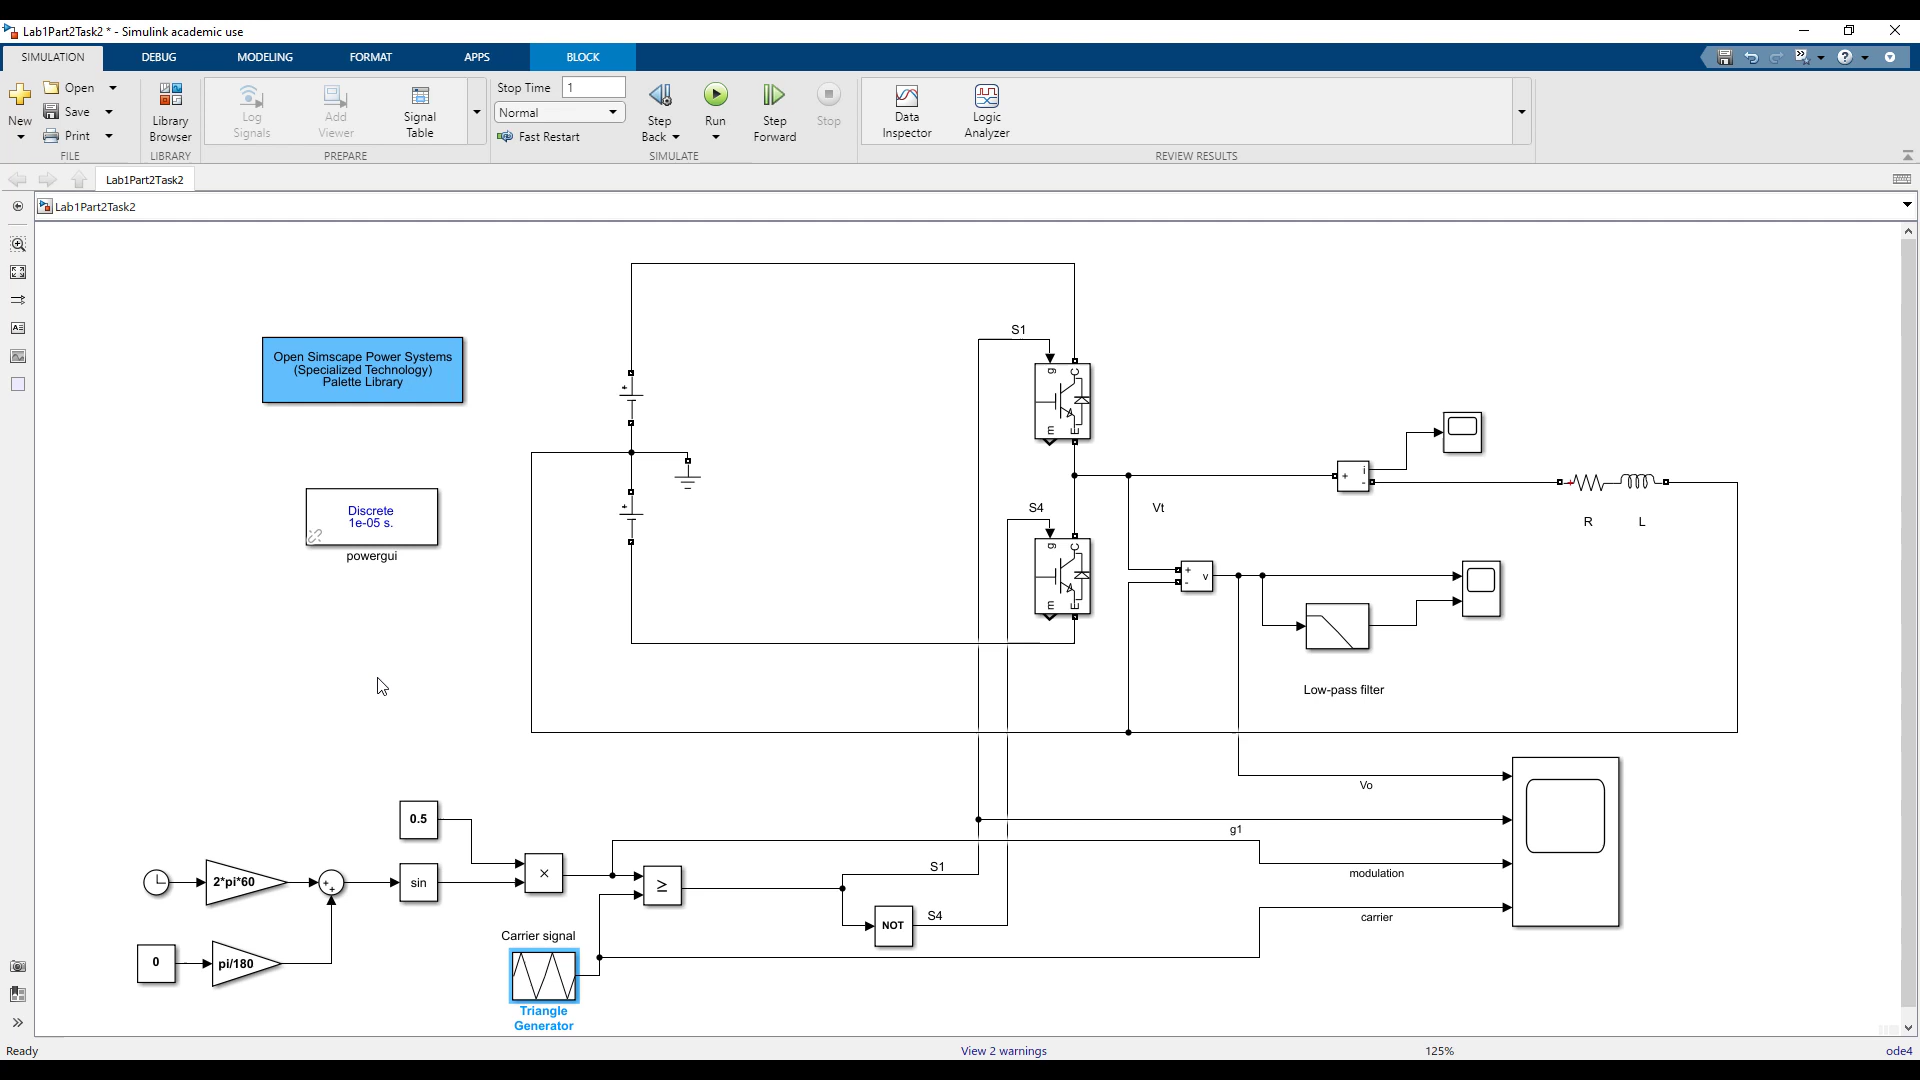 Lab1Part2Task2 * - Simulink academic use
SIMULATION
DEBUG
MODELING
FORMAT
APPS
BLOCK
New
Open
Save
Print
FILE
Library
Browser
LIBRARY
Log
Signals
Add
Viewer
Signal
Table
PREPARE
Stop Time 1
Normal
Fast Restart
Step
Back
Run
Step
Forward
Stop
SIMULATE
Data
Inspector
Logic
Analyzer
REVIEW RESULTS
Lab1Part2Task2
Lab1Part2Task2
Open Simscape Power Systems
(Specialized Technology)
Palette Library
Discrete
1e-05 s.
powergui
S1
g C
m E
S4
g C
m E
Vt
+ i
-
R
L
+ v
-
Low-pass filter
Vo
g1
modulation
carrier
0.5
2*pi*60
sin
×
≥
S1
NOT
S4
0
pi/180
Carrier signal
Triangle
Generator
Ready
View 2 warnings
125%
ode4